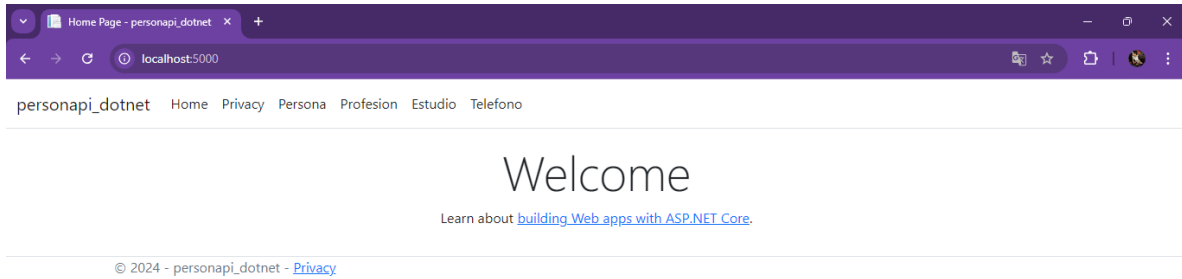 Home Page - personapi_dotnet
localhost:5000
personapi_dotnet Home Privacy Persona Profesion Estudio Telefono
Welcome
Learn about building Web apps with ASP.NET Core.
© 2024 - personapi_dotnet - Privacy